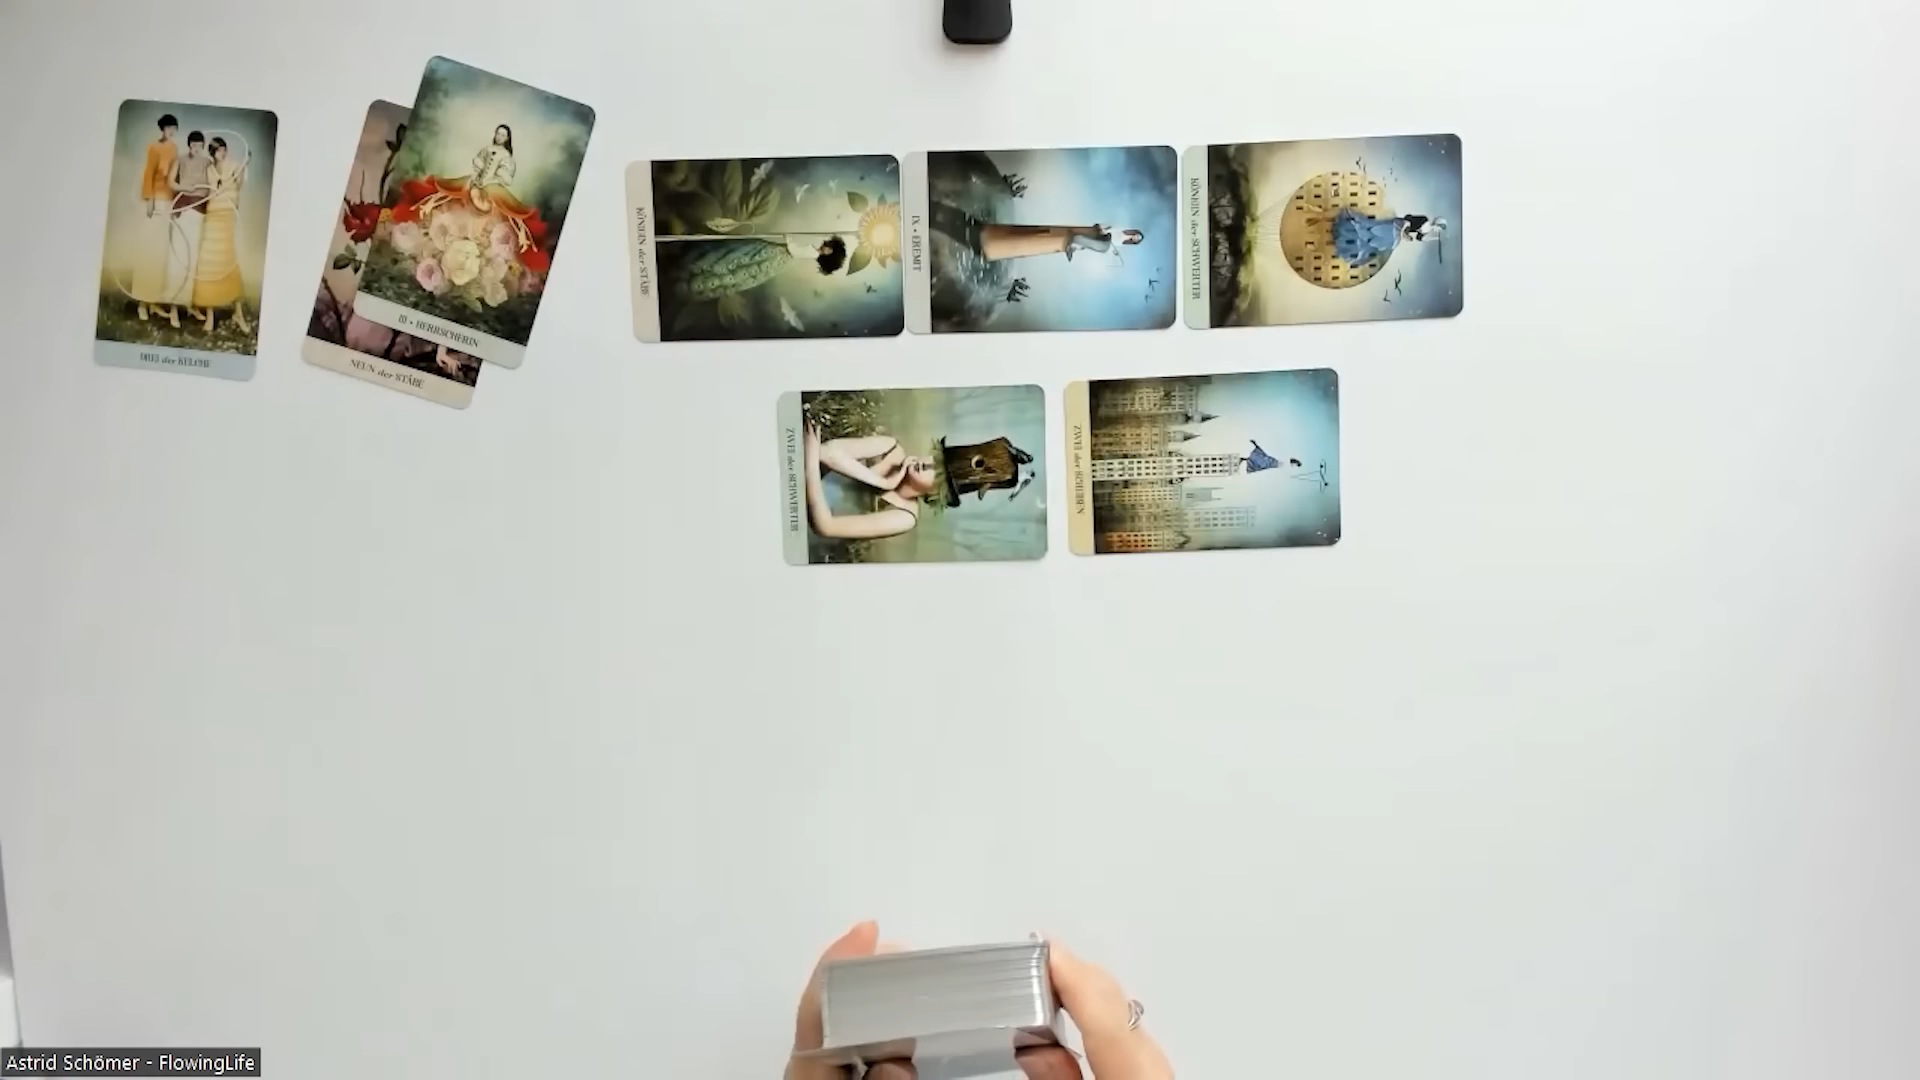 DREI der KELCHE
III • HERRSCHERIN
NEUN der STÄBE
KÖNIGIN der STÄBE
IX • EREMIT
KÖNIGIN der SCHWERTER
ZWEI der SCHWERTER
ZWEI der SCHEIBEN
Astrid Schömer - FlowingLife